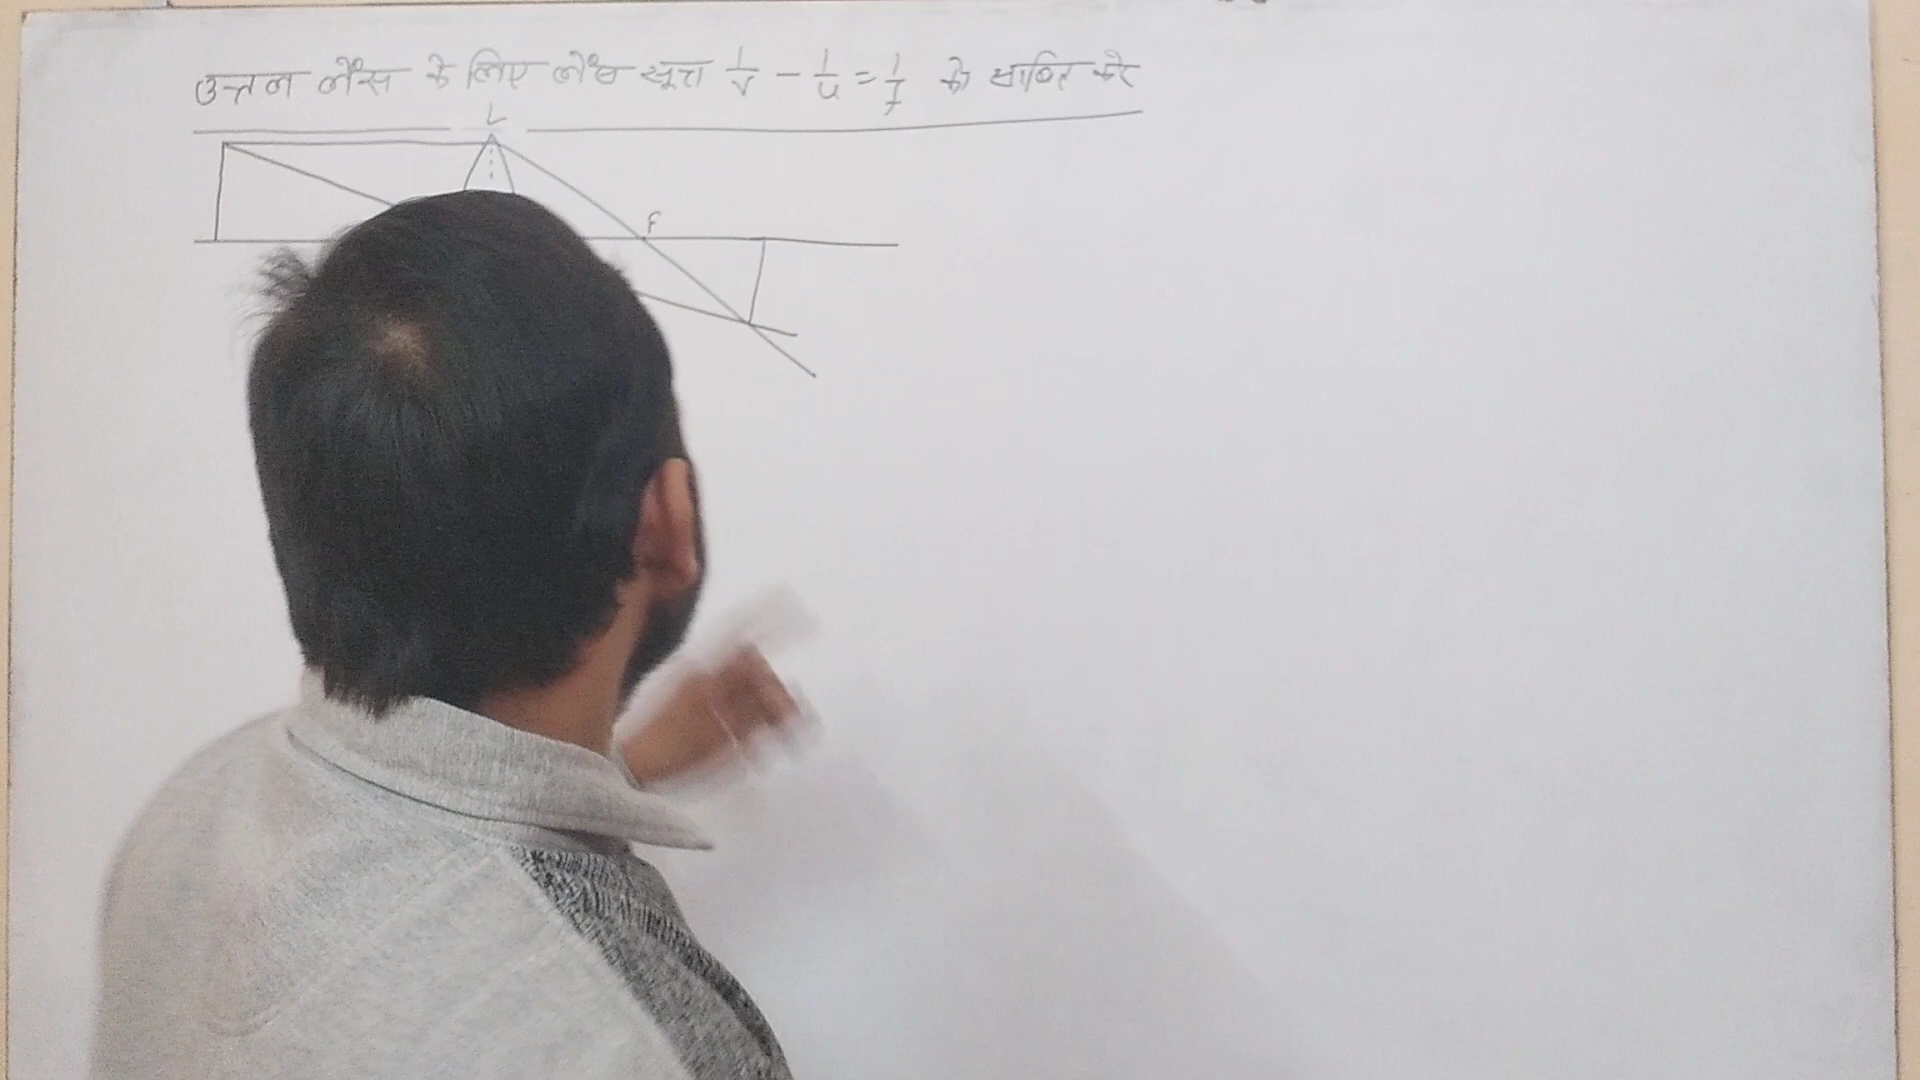 उत्तल लेंस के लिए लेंस सूत्र 1/v - 1/u = 1/f को साबित करे
L
F